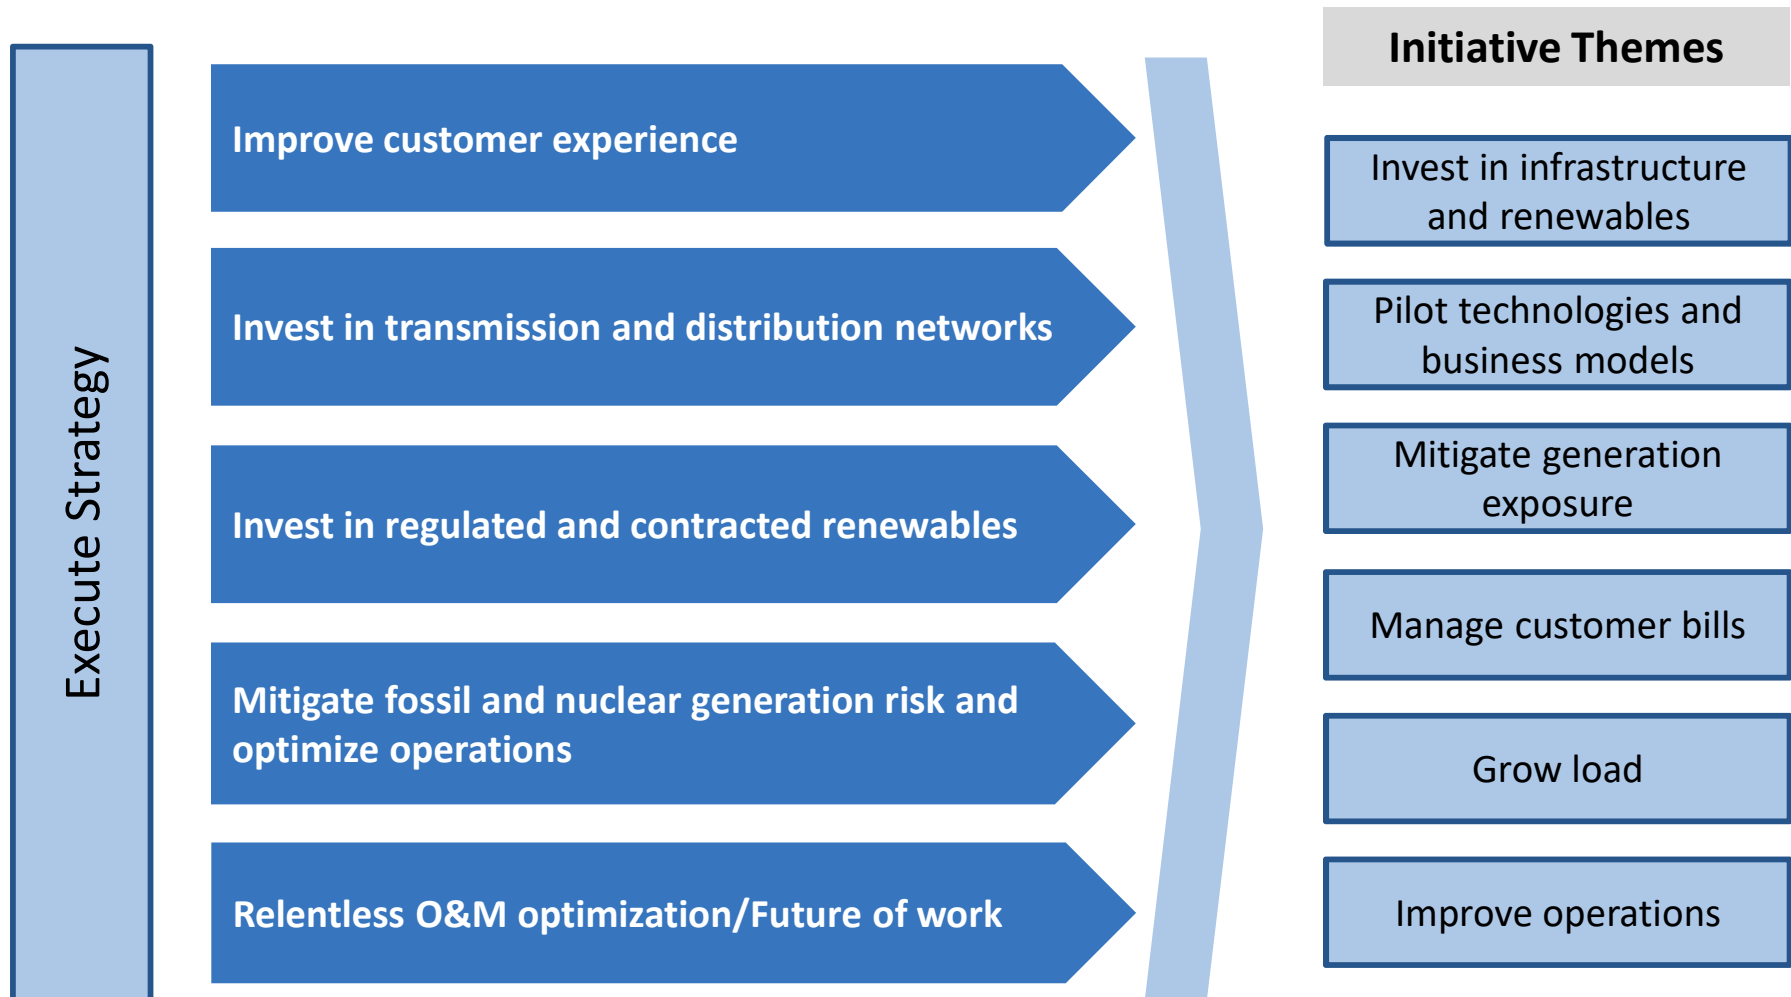 Execute Strategy
Improve customer experience
Invest in transmission and distribution networks
Invest in regulated and contracted renewables
Mitigate fossil and nuclear generation risk and
optimize operations
Relentless O&M optimization/Future of work
Initiative Themes
Invest in infrastructure
and renewables
Pilot technologies and
business models
Mitigate generation
exposure
Manage customer bills
Grow load
Improve operations